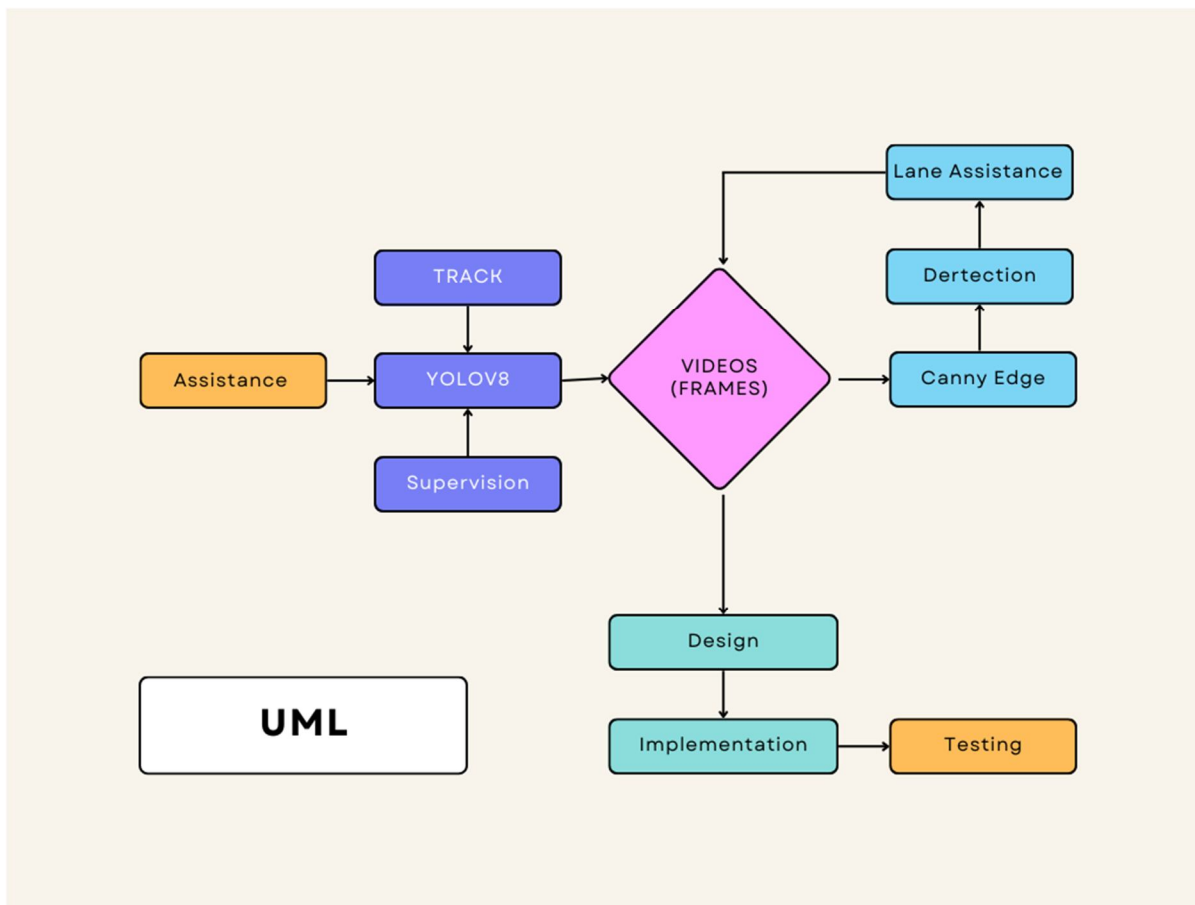 Lane Assistance
TRACK
Dertection
Assistance
YOLOV8
VIDEOS
(FRAMES)
Canny Edge
Supervision
Design
UML
Implementation
Testing